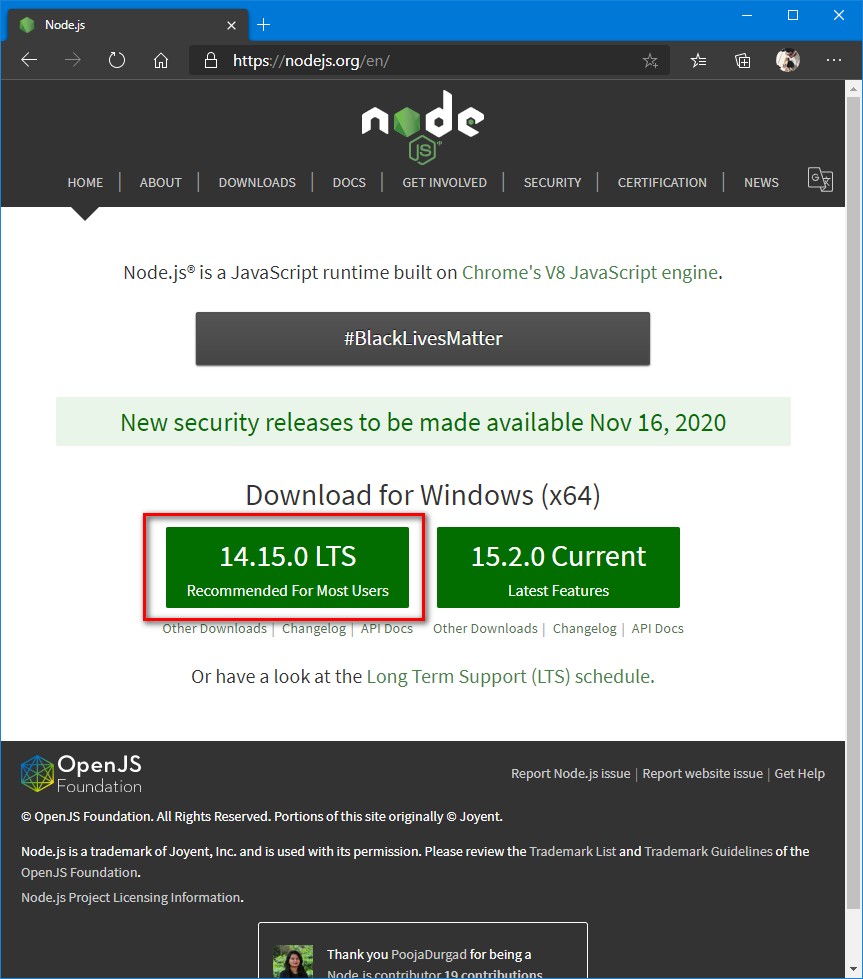 Node.js
https://nodejs.org/en/
node
JS
HOME | ABOUT | DOWNLOADS | DOCS | GET INVOLVED | SECURITY | CERTIFICATION | NEWS
Node.js® is a JavaScript runtime built on Chrome's V8 JavaScript engine.
#BlackLivesMatter
New security releases to be made available Nov 16, 2020
Download for Windows (x64)
14.15.0 LTS
Recommended For Most Users
15.2.0 Current
Latest Features
Other Downloads | Changelog | API Docs
Other Downloads | Changelog | API Docs
Or have a look at the Long Term Support (LTS) schedule.
OpenJS
Foundation
Report Node.js issue | Report website issue | Get Help
© OpenJS Foundation. All Rights Reserved. Portions of this site originally © Joyent.
Node.js is a trademark of Joyent, Inc. and is used with its permission. Please review the Trademark List and Trademark Guidelines of the
OpenJS Foundation.
Node.js Project Licensing Information.
Thank you PoojaDurgad for being a
Node.js contributor 19 contributions